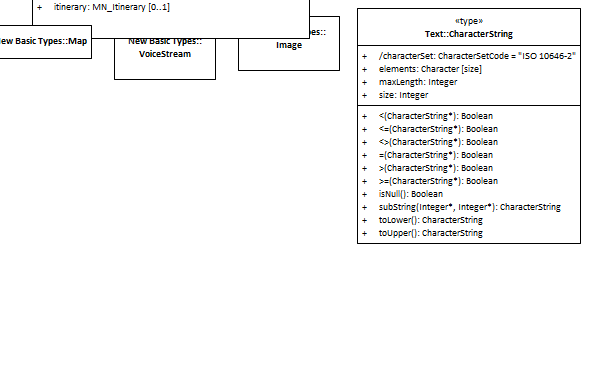 + itinerary: MN_Itinerary [0..1]
ew Basic Types::Map
New Basic Types::
VoiceStream
es::
Image
«type»
Text::CharacterString
+ /characterSet: CharacterSetCode = "ISO 10646-2"
+ elements: Character [size]
+ maxLength: Integer
+ size: Integer
+ <(CharacterString*): Boolean
+ <=(CharacterString*): Boolean
+ <>(CharacterString*): Boolean
+ =(CharacterString*): Boolean
+ >(CharacterString*): Boolean
+ >=(CharacterString*): Boolean
+ isNull(): Boolean
+ subString(Integer*, Integer*): CharacterString
+ toLower(): CharacterString
+ toUpper(): CharacterString